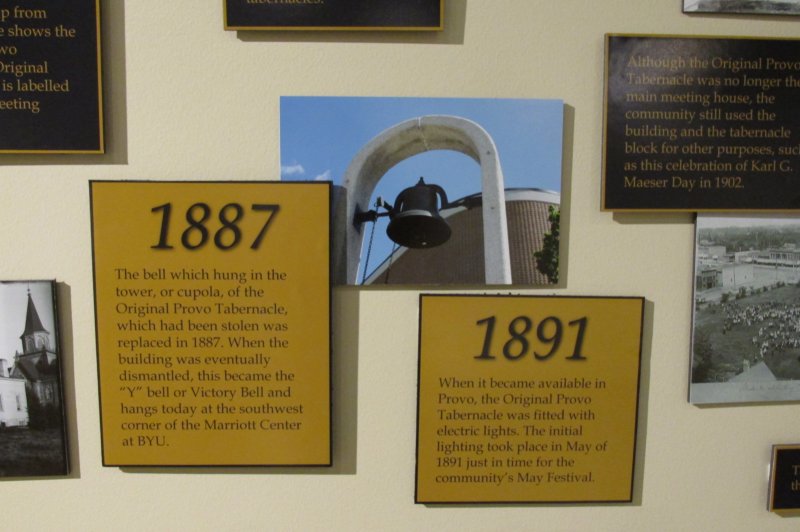 p from
e shows the
wo
Original
is labelled
eeting
tabernacles.
1887
The bell which hung in the
tower, or cupola, of the
Original Provo Tabernacle,
which had been stolen was
replaced in 1887. When the
building was eventually
dismantled, this became the
“Y” bell or Victory Bell and
hangs today at the southwest
corner of the Marriott Center
at BYU.
1891
When it became available in
Provo, the Original Provo
Tabernacle was fitted with
electric lights. The initial
lighting took place in May of
1891 just in time for the
community’s May Festival.
Although the Original Provo
Tabernacle was no longer the
main meeting house, the
community still used the
building and the tabernacle
block for other purposes, such
as this celebration of Karl G.
Maeser Day in 1902.
T
th